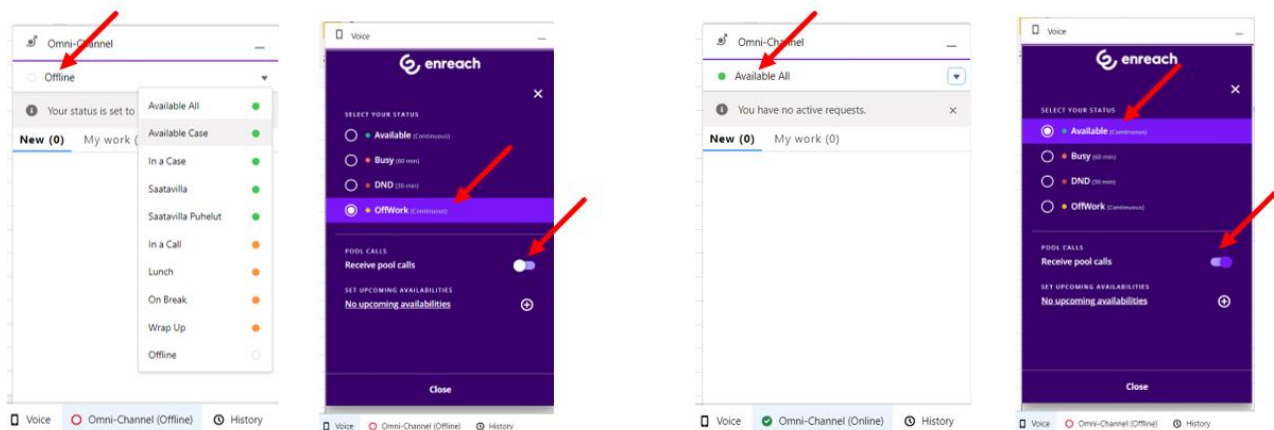 Omni-Channel
Offline
Your status is set to
New (0) My work (
Available All
Available Case
In a Case
Saatavilla
Saatavilla Puhelut
In a Call
Lunch
On Break
Wrap Up
Offline
Voice Omni-Channel (Offline) History
Voice
enreach
SELECT YOUR STATUS
Available (Continuous)
Busy (60 min)
DND (30 min)
OffWork (Continuous)
POOL CALLS
Receive pool calls
SET UPCOMING AVAILABILITIES
No upcoming availabilities
Close
Voice Omni-Channel (Offline) History
Omni-Channel
Available All
You have no active requests.
New (0) My work (0)
Voice Omni-Channel (Online) History
Voice
enreach
SELECT YOUR STATUS
Available (Continuous)
Busy (60 min)
DND (30 min)
OffWork (Continuous)
POOL CALLS
Receive pool calls
SET UPCOMING AVAILABILITIES
No upcoming availabilities
Close
Voice Omni-Channel (Offline) History